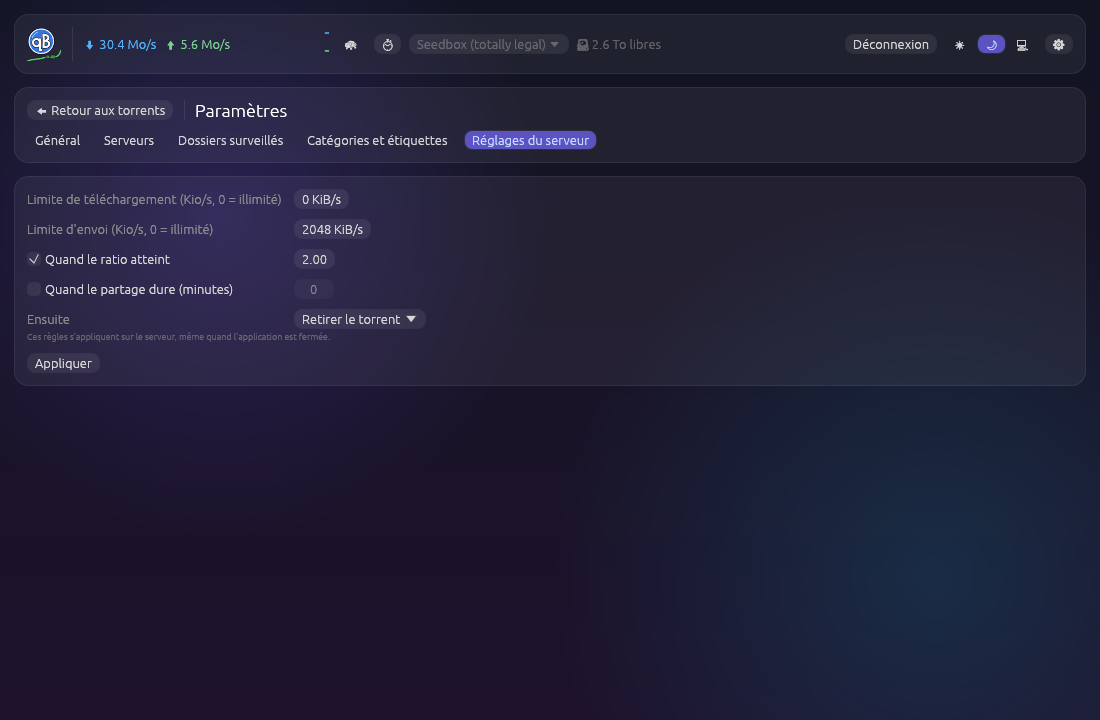 qB
30.4 Mo/s 5.6 Mo/s - - Seedbox (totally legal) 2.6 To libres Déconnexion
Retour aux torrents Paramètres
Général Serveurs Dossiers surveillés Catégories et étiquettes Réglages du serveur
Limite de téléchargement (Kio/s, 0 = illimité) 0 KiB/s
Limite d'envoi (Kio/s, 0 = illimité) 2048 KiB/s
Quand le ratio atteint 2.00
Quand le partage dure (minutes) 0
Ensuite Retirer le torrent
Ces règles s'appliquent sur le serveur, même quand l'application est fermée.
Appliquer